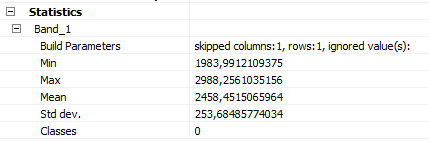 Statistics
Band_1
Build Parameters skipped columns:1, rows:1, ignored value(s):
Min 1983,9912109375
Max 2988,2561035156
Mean 2458,4515065964
Std dev. 253,68485774034
Classes 0